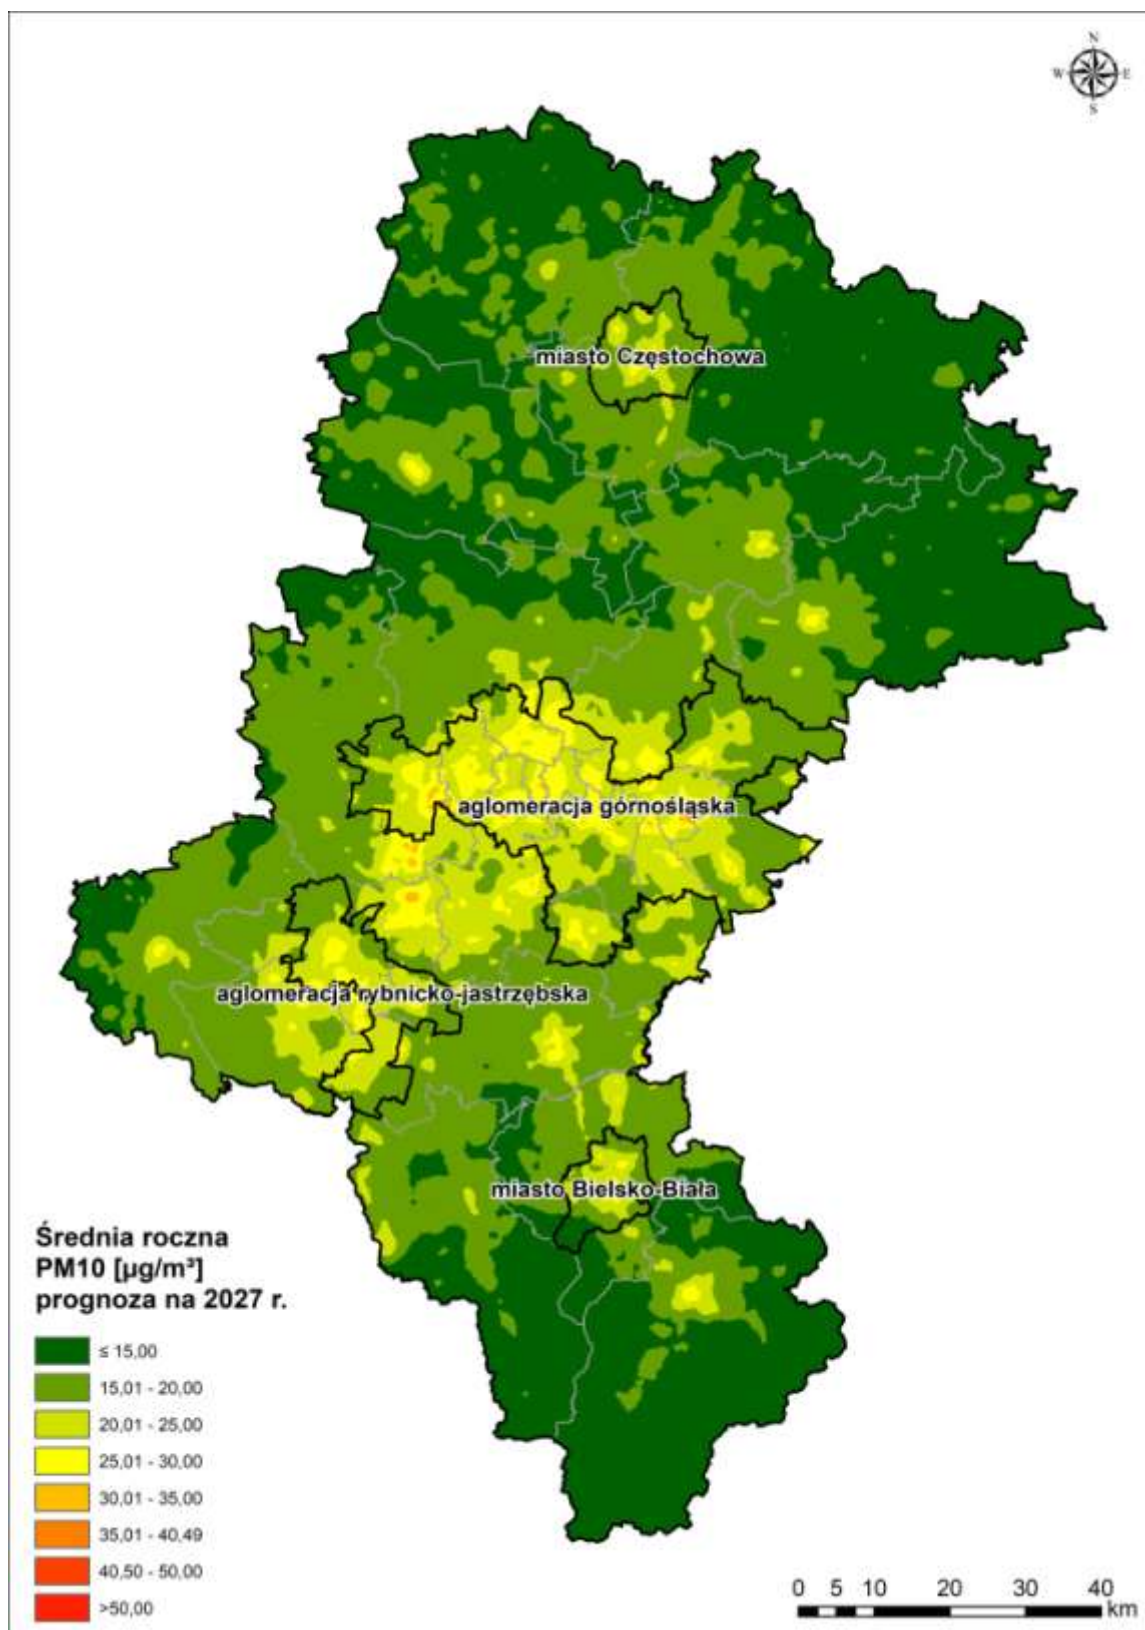 N
W E
S
miasto Częstochowa
aglomeracja górnośląska
aglomeracja rybnicko-jastrzębska
miasto Bielsko-Biała
Średnia roczna
PM10 [µg/m³]
prognoza na 2027 r.
≤ 15,00
15,01 - 20,00
20,01 - 25,00
25,01 - 30,00
30,01 - 35,00
35,01 - 40,49
40,50 - 50,00
>50,00
0 5 10 20 30 40
km